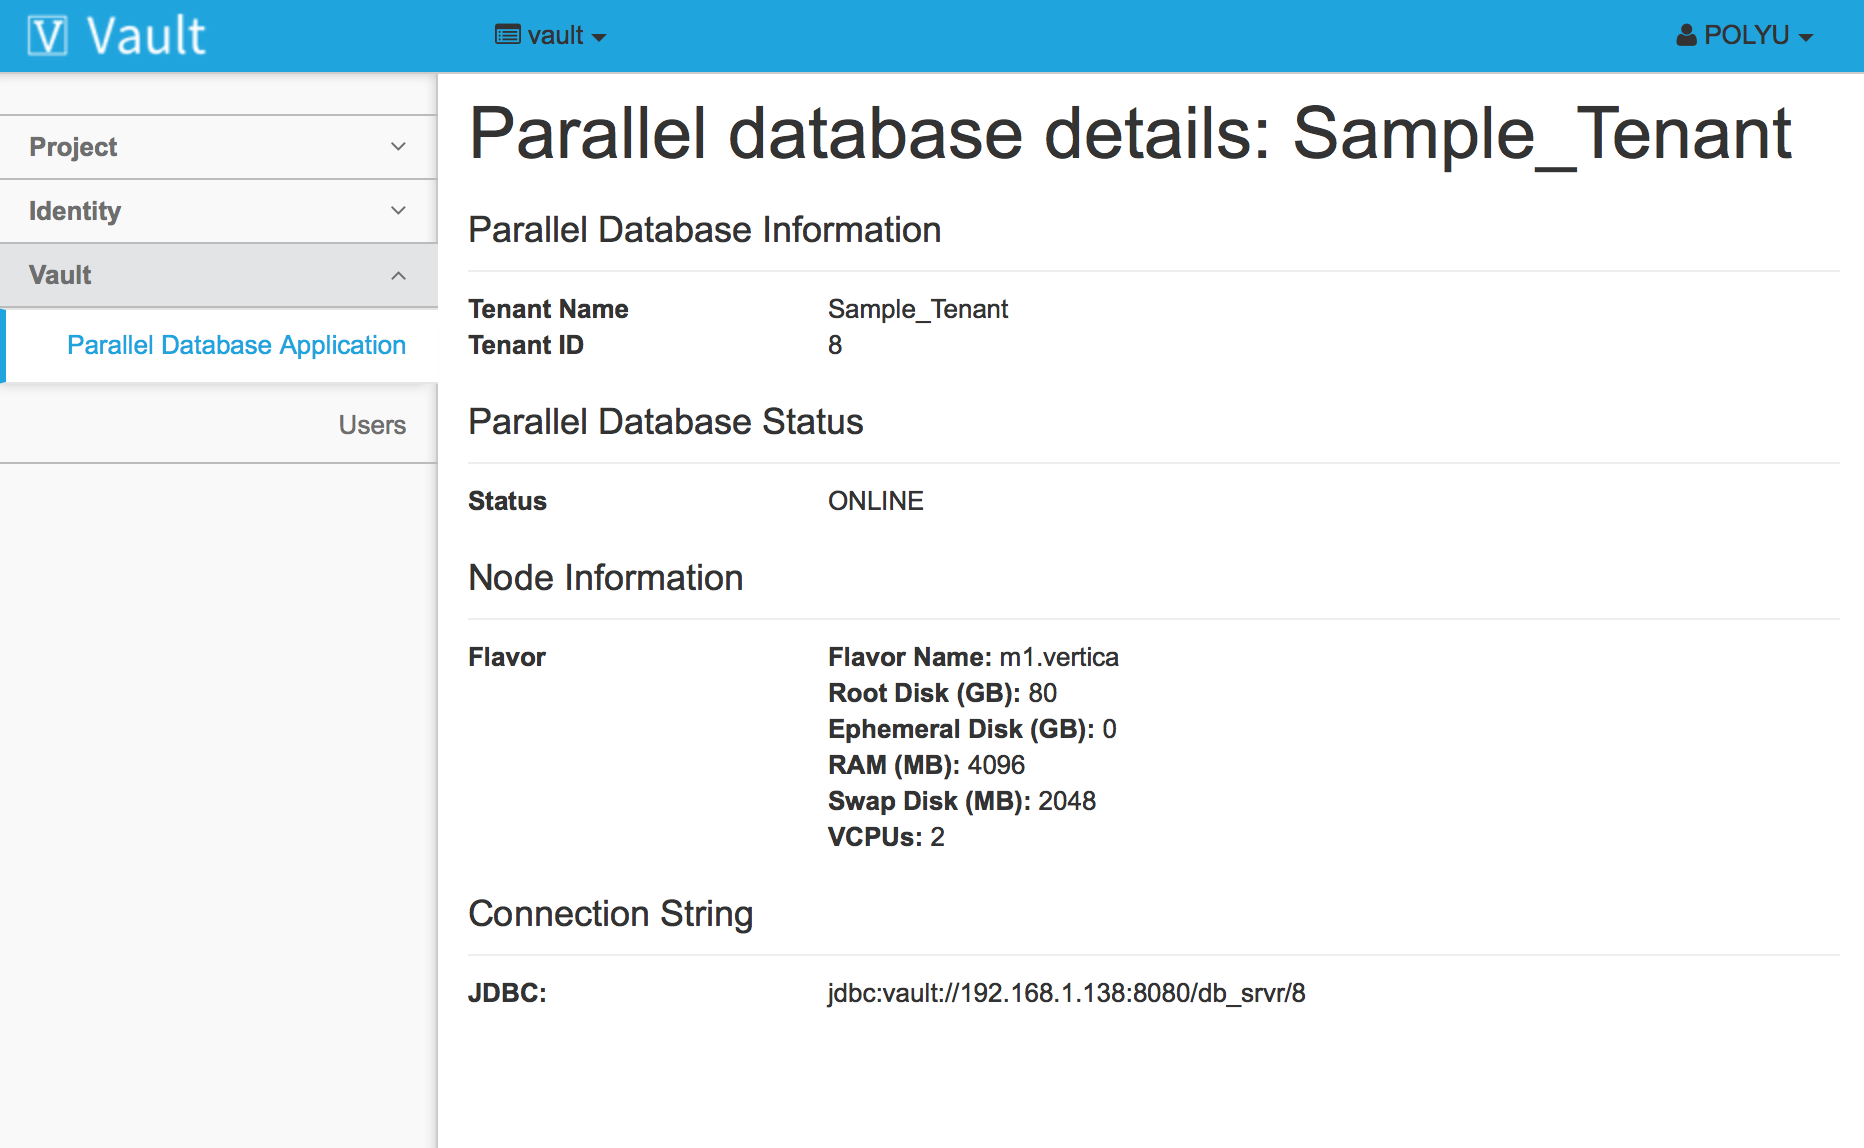 V Vault
vault
POLYU
Project
Identity
Vault
Parallel Database Application
Users
Parallel database details: Sample_Tenant
Parallel Database Information
Tenant Name Sample_Tenant
Tenant ID 8
Parallel Database Status
Status ONLINE
Node Information
Flavor Flavor Name: m1.vertica
Root Disk (GB): 80
Ephemeral Disk (GB): 0
RAM (MB): 4096
Swap Disk (MB): 2048
VCPUs: 2
Connection String
JDBC: jdbc:vault://192.168.1.138:8080/db_srvr/8